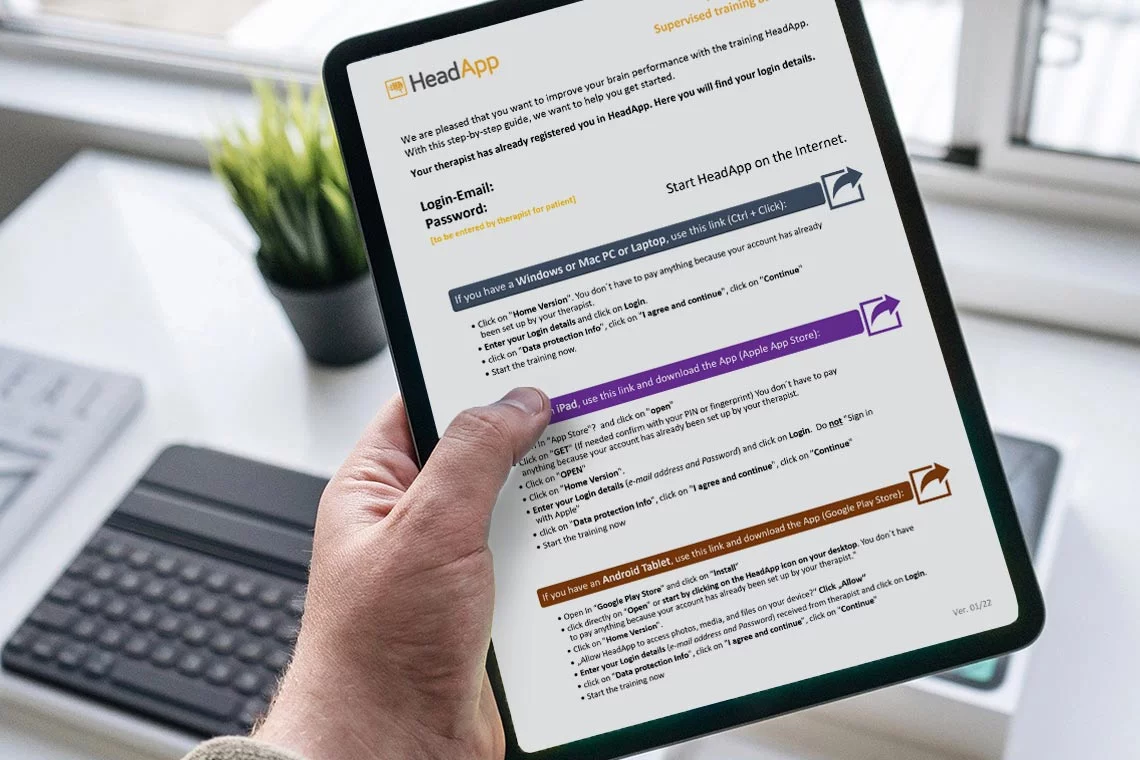 Supervised training
HeadApp
We are pleased that you want to improve your brain performance with the training HeadApp.
With this step-by-step guide, we want to help you get started.
Your therapist has already registered you in HeadApp. Here you will find your login details.
Login-Email:
Password:
[to be entered by therapist for patient]
Start HeadApp on the Internet.
If you have a Windows or Mac PC or Laptop, use this link (Ctrl + Click):
• Click on "Home Version". You don´t have to pay anything because your account has already
been set up by your therapist.
• Enter your Login details and click on Login.
• click on "Data protection Info", click on "I agree and continue", click on "Continue"
• Start the training now.
iPad, use this link and download the App (Apple App Store):
in "App Store"? and click on "open"
Click on "GET" (If needed confirm with your PIN or fingerprint) You don´t have to pay
anything because your account has already been set up by your therapist.
• Click on "OPEN"
• Click on "Home Version".
• Enter your Login details (e-mail address and Password) and click on Login. Do not "Sign in
with Apple"
• click on "Data protection Info", click on "I agree and continue", click on "Continue"
• Start the training now
If you have an Android Tablet, use this link and download the App (Google Play Store):
• Open In "Google Play Store" and click on "Install"
• click directly on "Open" or start by clicking on the HeadApp icon on your desktop. You don´t have
to pay anything because your account has already been set up by your therapist."
• Click on "Home Version".
• „Allow HeadApp to access photos, media, and files on your device?" Click „Allow"
• Enter your Login details (e-mail address and Password) received from therapist and click on Login.
• click on "Data protection Info", click on "I agree and continue", click on "Continue"
• Start the training now
Ver. 01/22